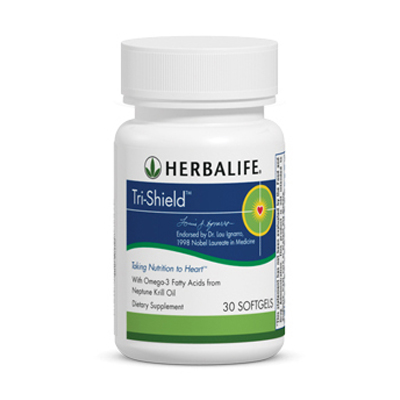 HERBALIFE®
Tri-Shield™
Endorsed by Dr. Lou Ignarro,
1998 Nobel Laureate in Medicine
Taking Nutrition to Heart™
With Omega-3 Fatty Acids from
Neptune Krill Oil
Dietary Supplement
30 SOFTGELS